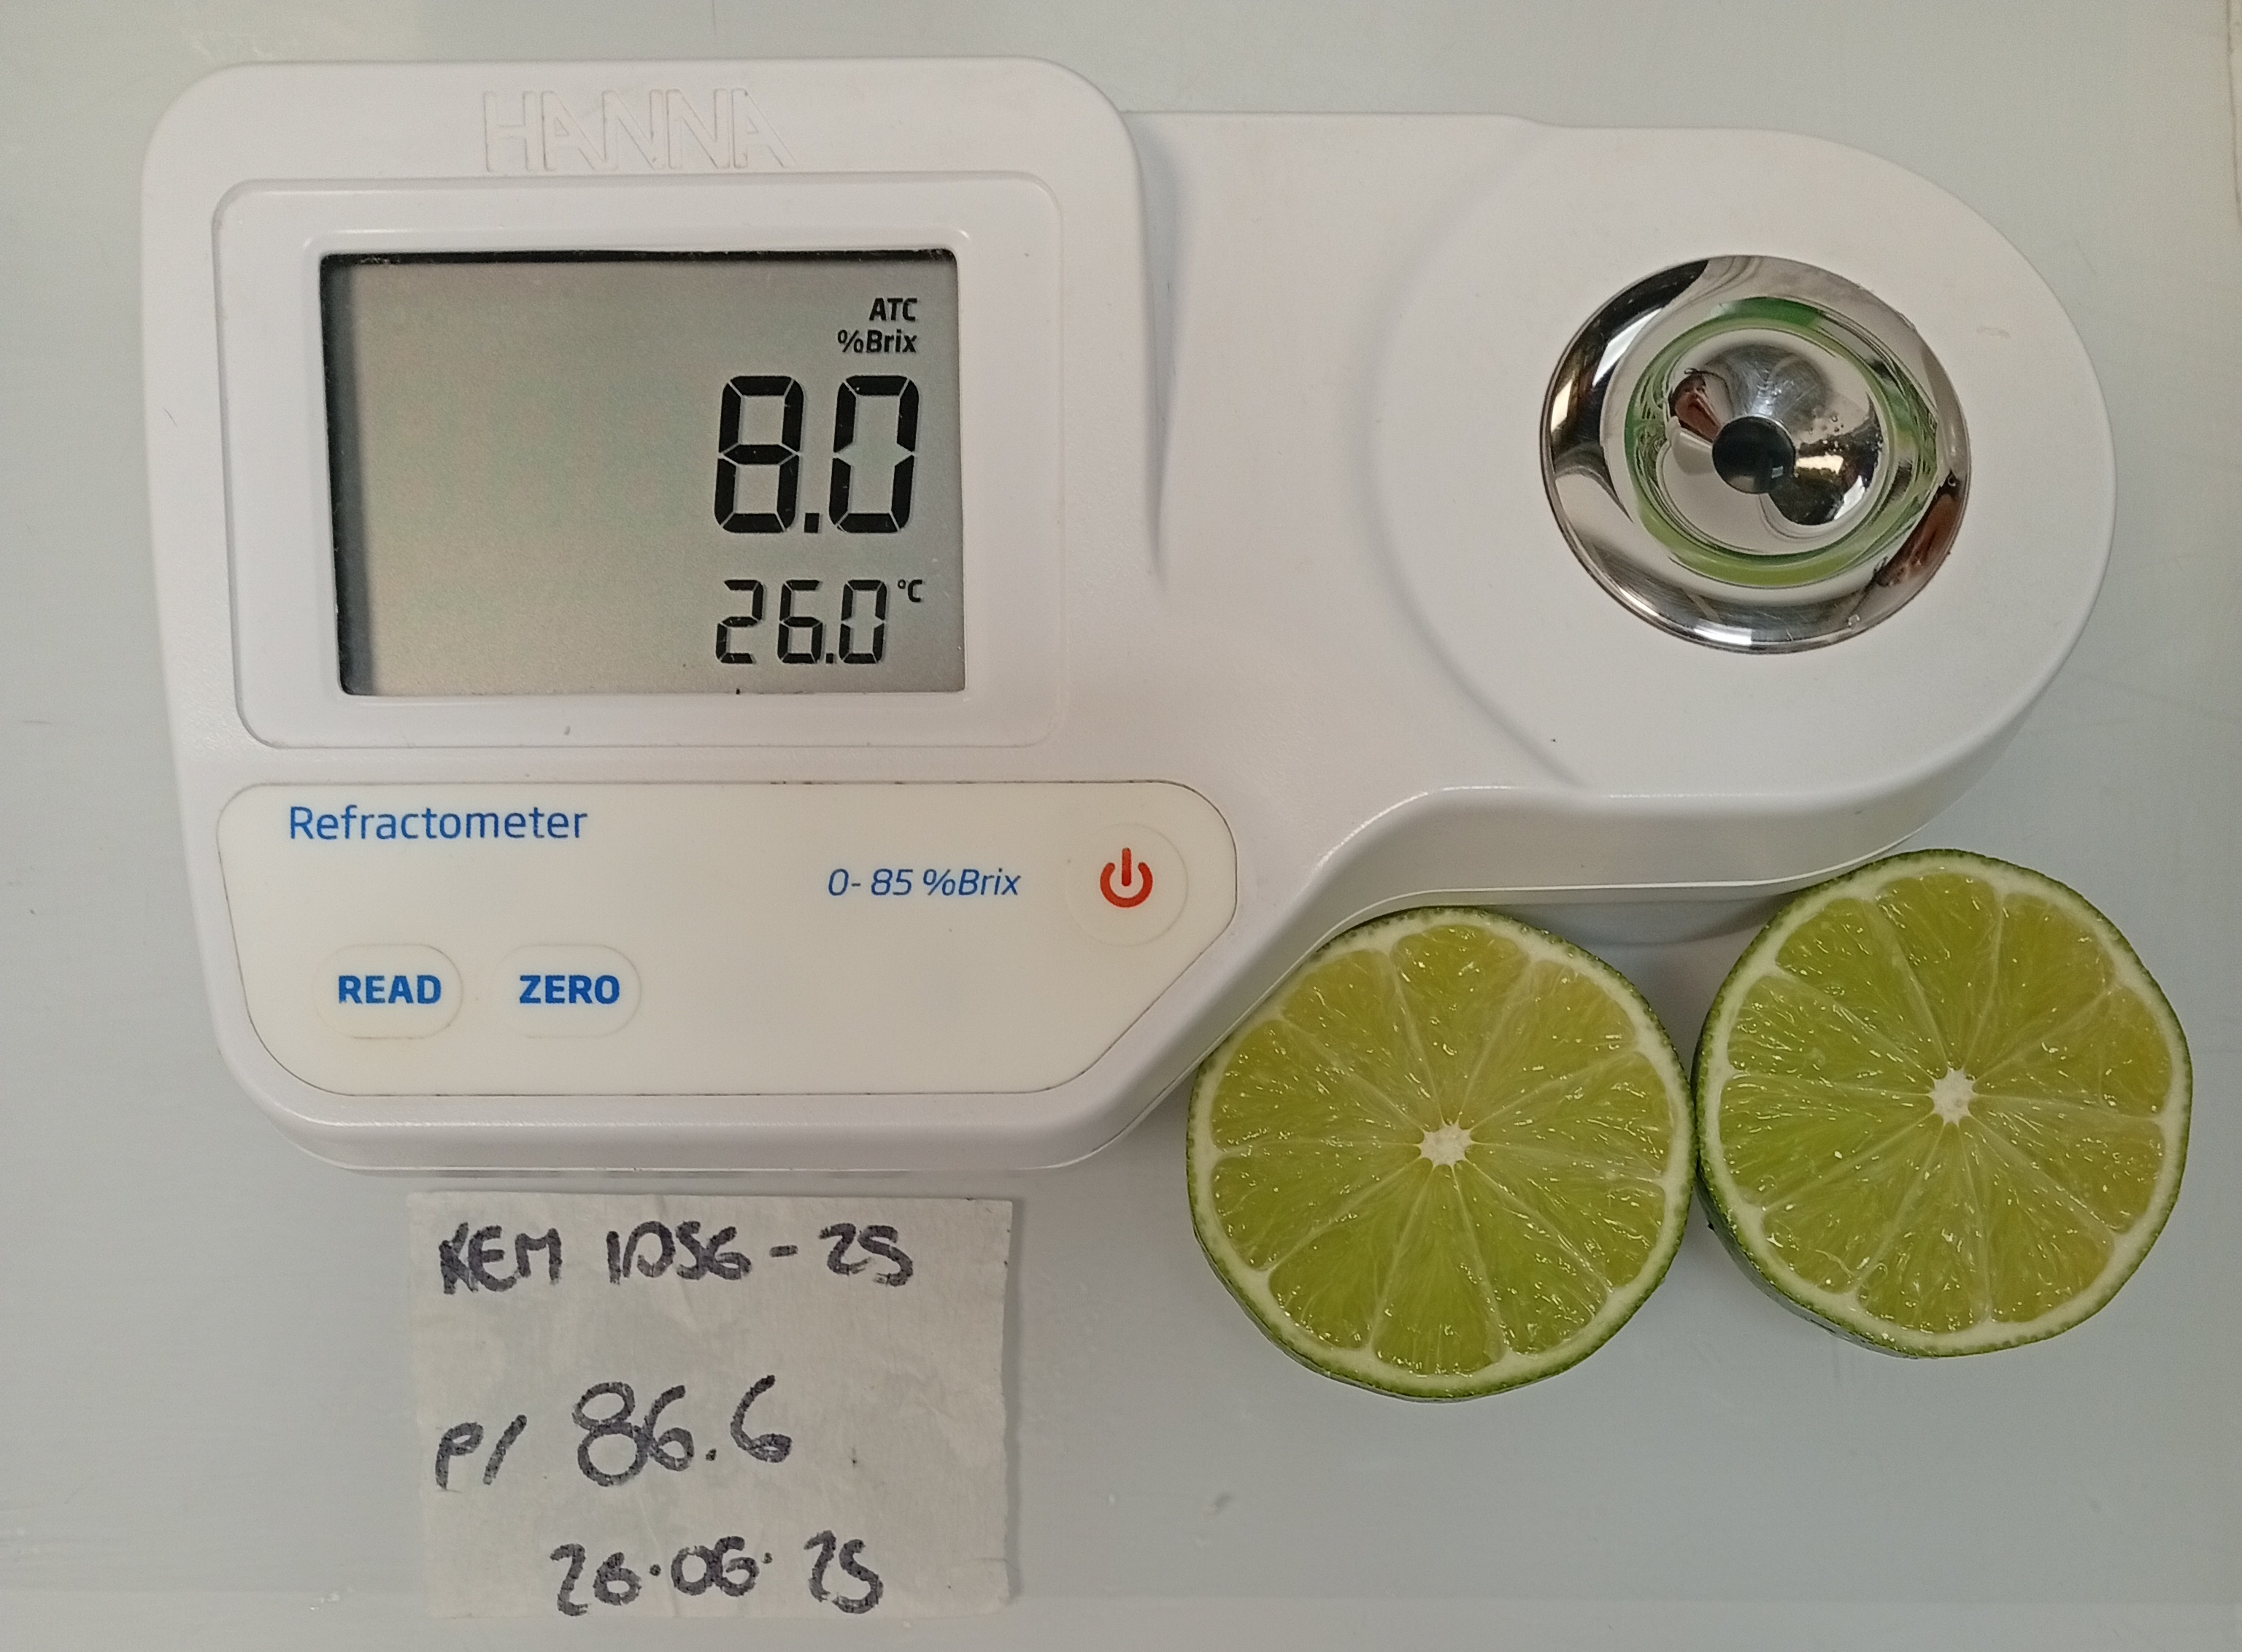 HANNA
ATC
%Brix
8.0
26.0 °C
Refractometer
0- 85 %Brix
READ ZERO
REM 1056-25
P/ 86.6
26.06.25